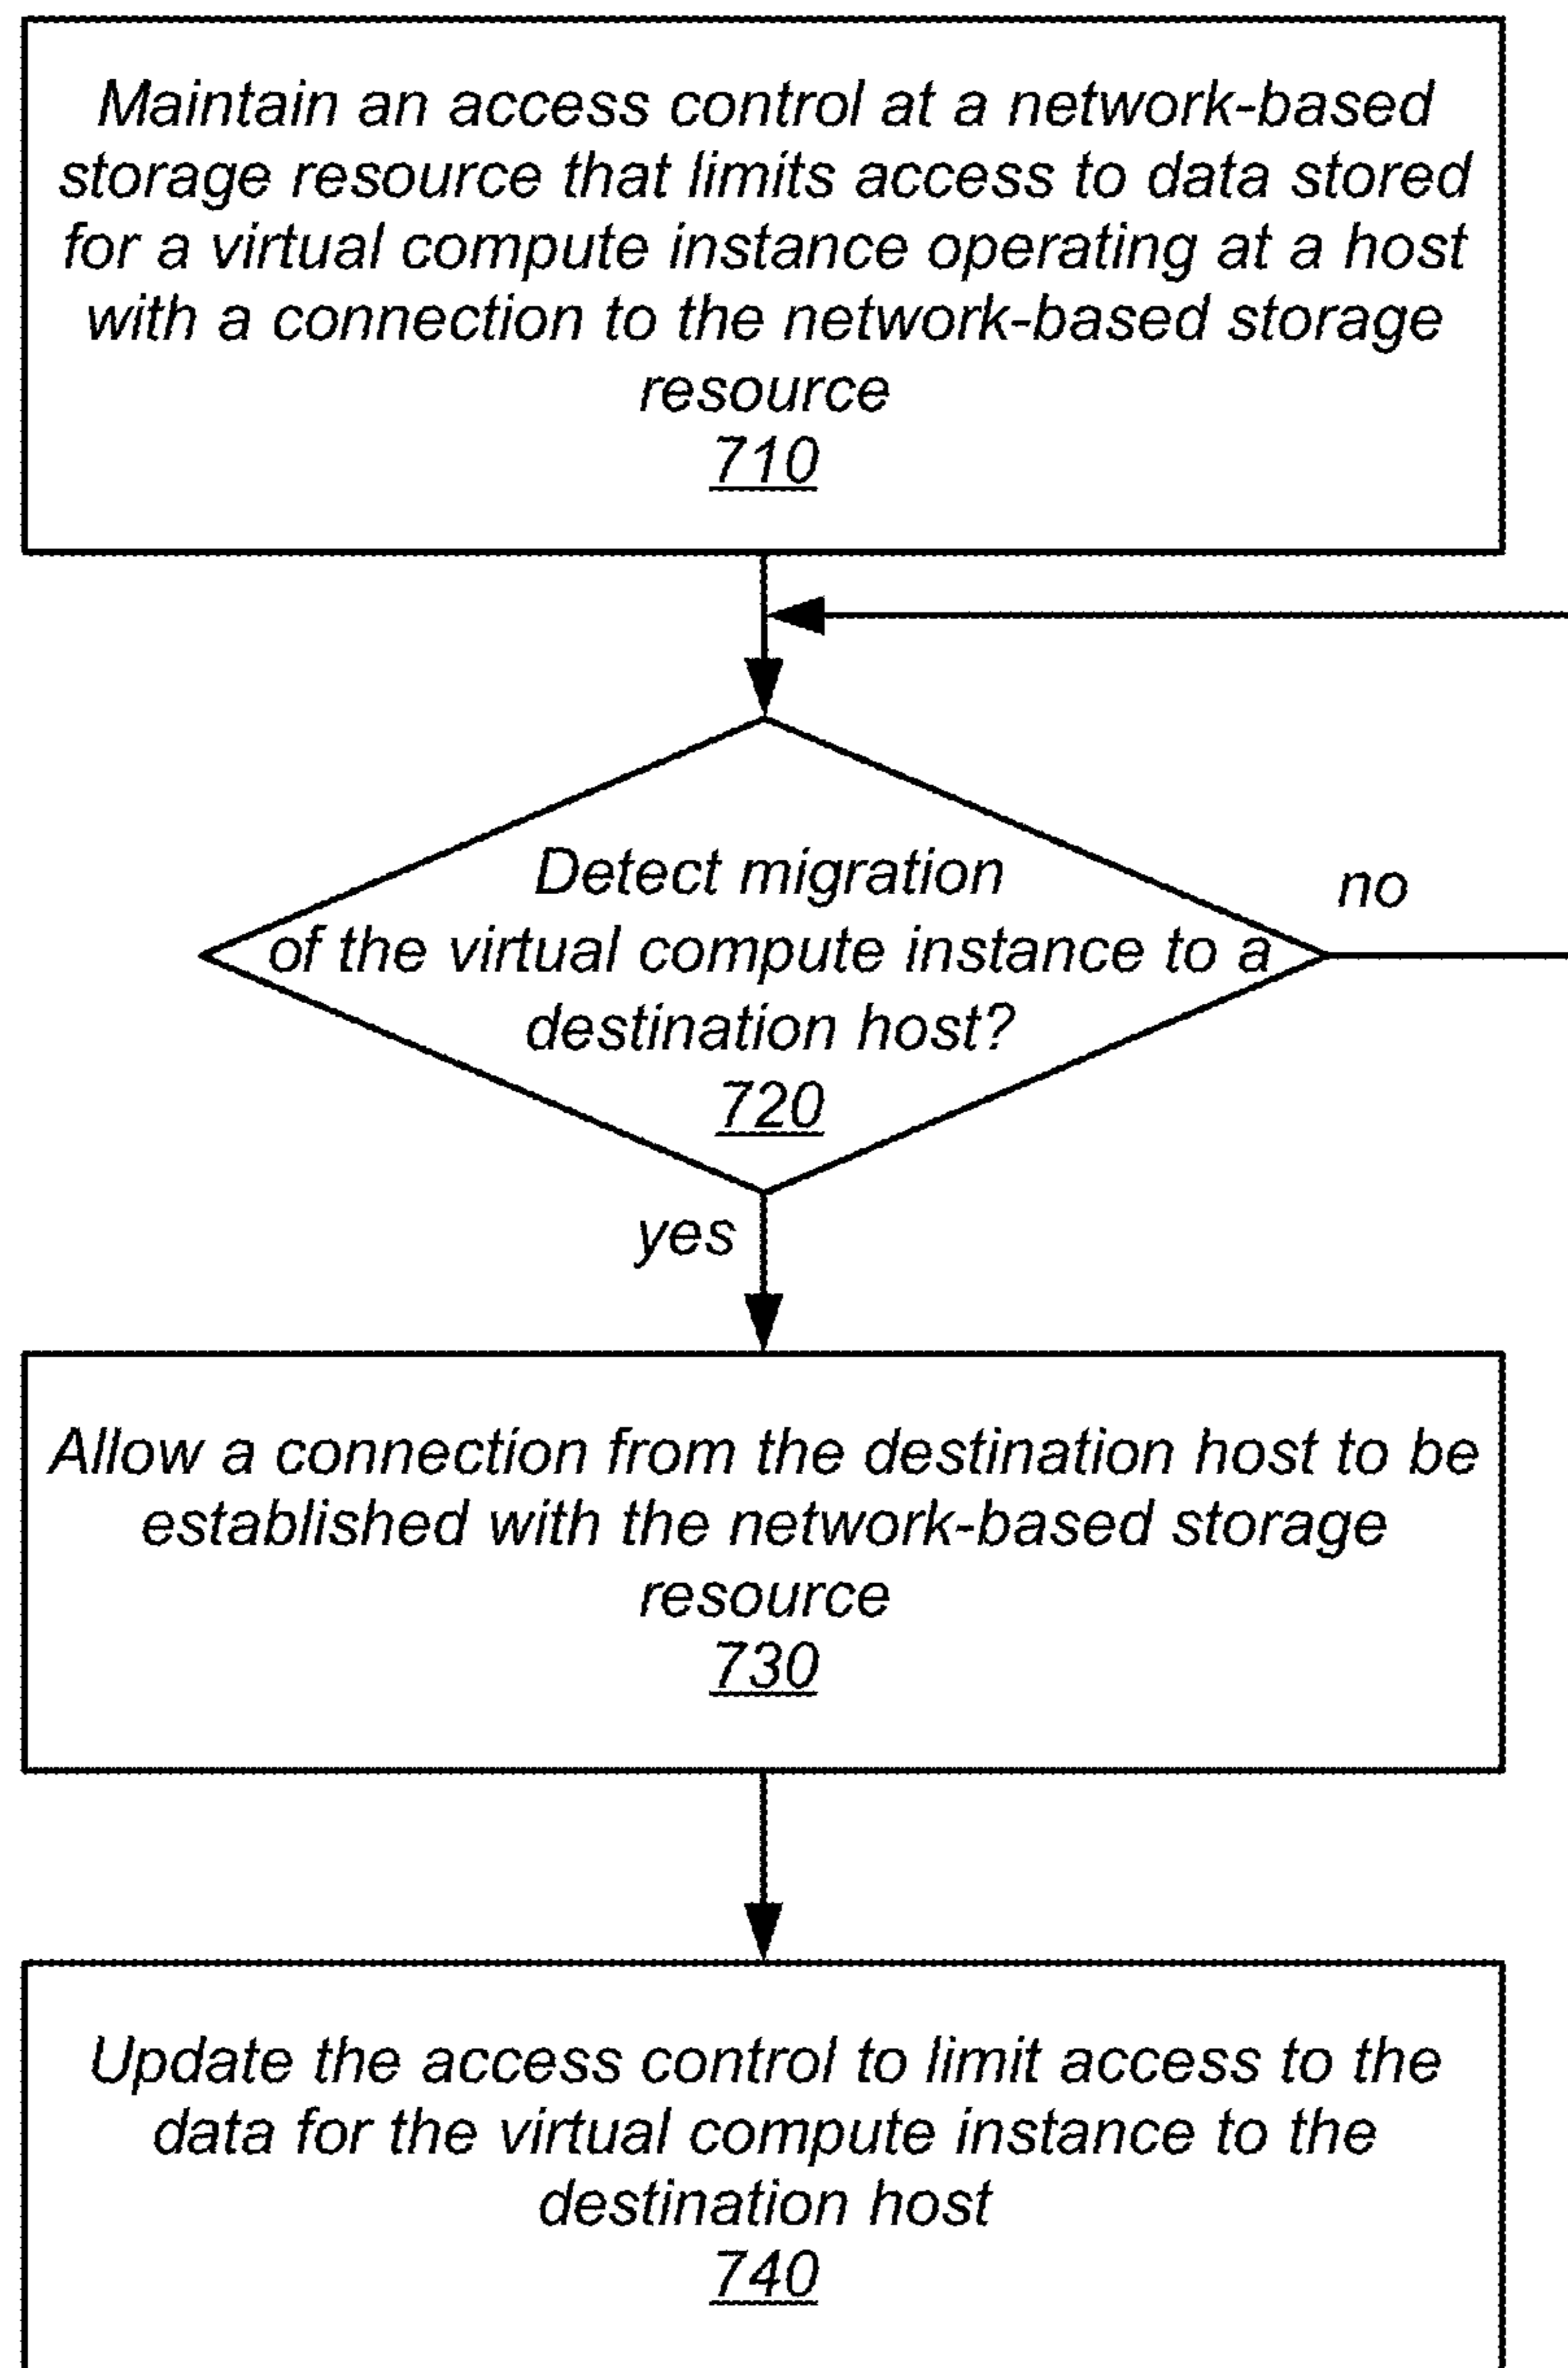 Maintain an access control at a network-based
storage resource that limits access to data stored
for a virtual compute instance operating at a host
with a connection to the network-based storage
resource
710
Detect migration
of the virtual compute instance to a
destination host?
720
no
yes
Allow a connection from the destination host to be
established with the network-based storage
resource
730
Update the access control to limit access to the
data for the virtual compute instance to the
destination host
740